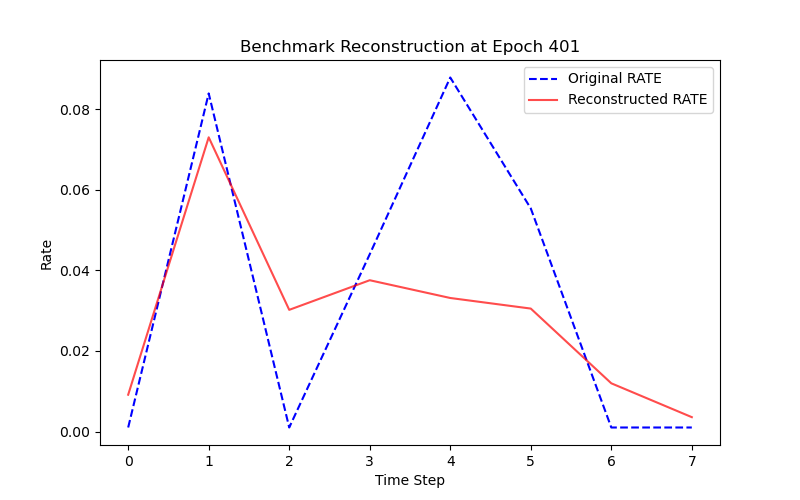 Benchmark Reconstruction at Epoch 401
Original RATE
Reconstructed RATE
Rate
0.08
0.06
0.04
0.02
0.00
0 1 2 3 4 5 6 7
Time Step